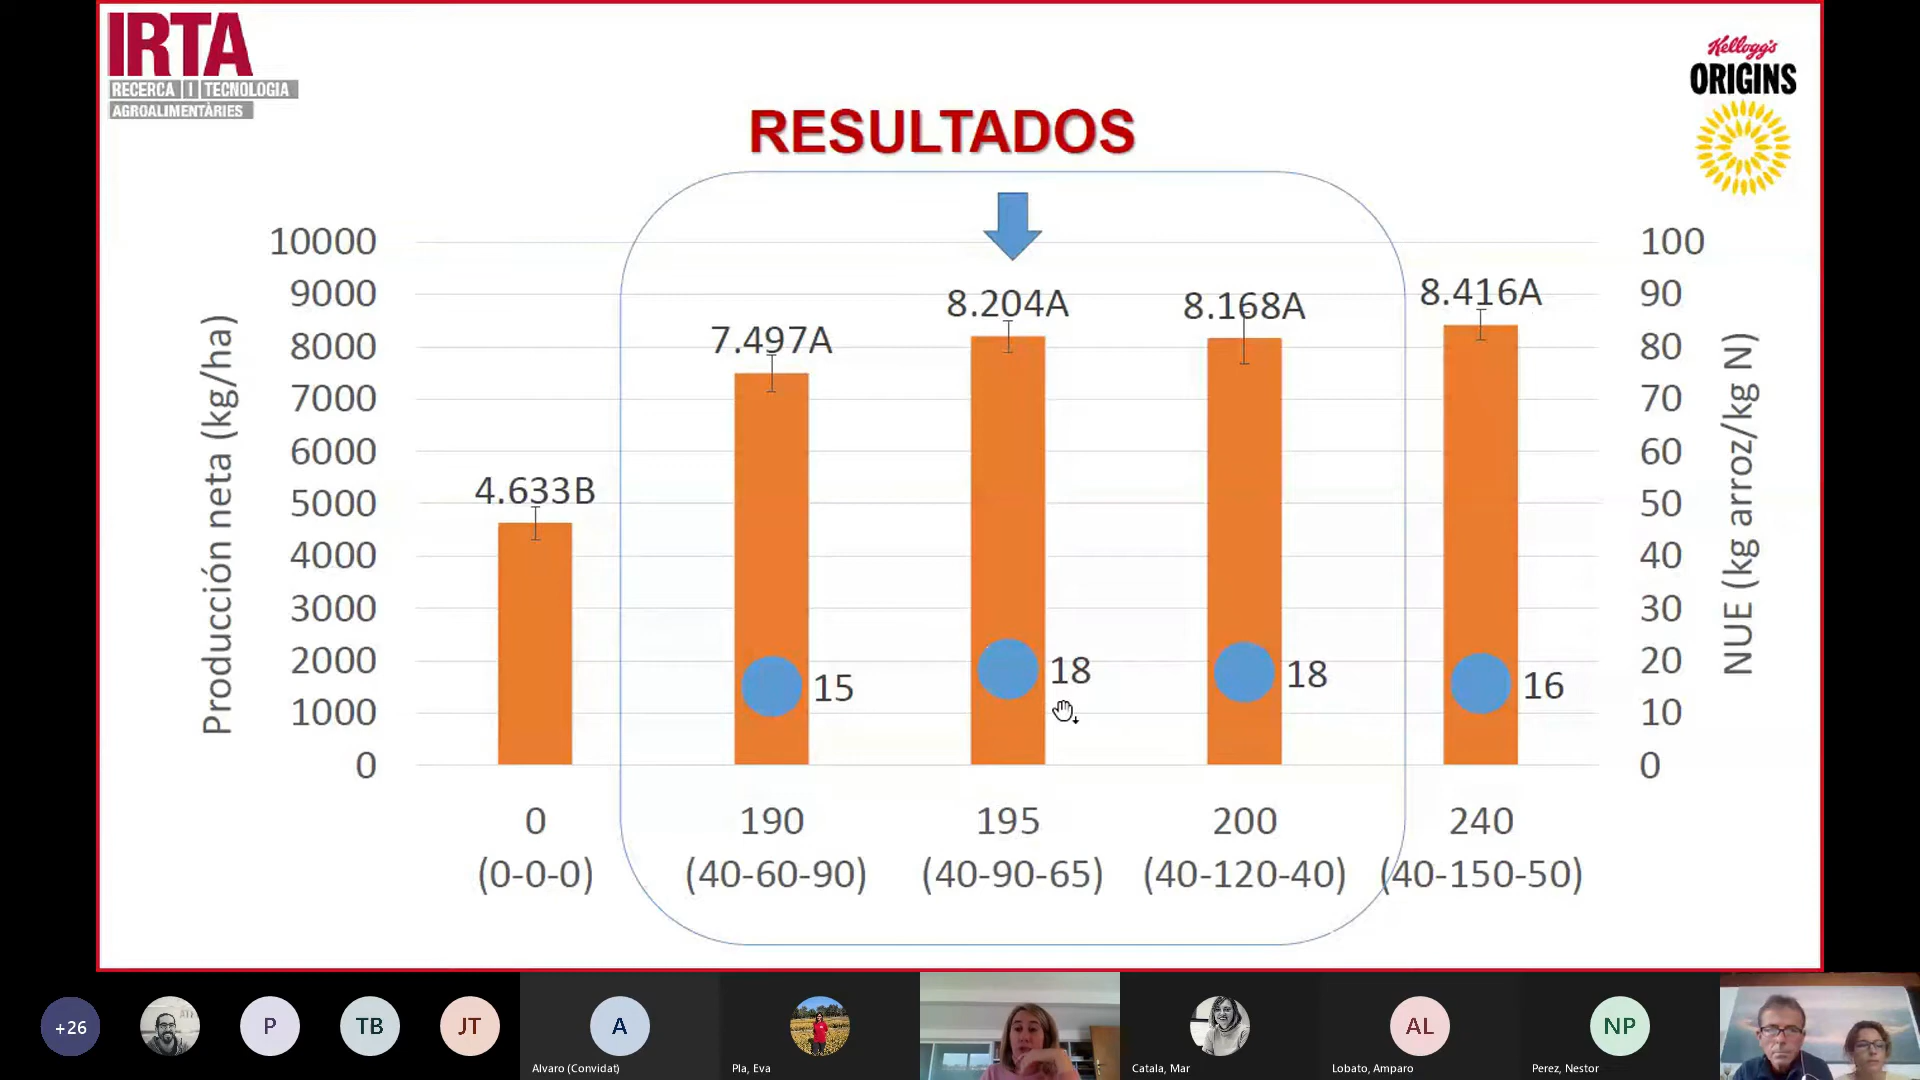 IRTA
RECERCA I TECNOLOGIA
AGROALIMENTÀRIES
Kellogg's
ORIGINS
RESULTADOS
Producción neta (kg/ha)
10000
9000
8000
7000
6000
5000
4000
3000
2000
1000
0
4.633B
7.497A
8.204A
8.168A
8.416A
15
18
18
16
100
90
80
70
60
50
40
30
20
10
0
NUE (kg arroz/kg N)
0 190 195 200 240
(0-0-0) (40-60-90) (40-90-65) (40-120-40) (40-150-50)
+26
P
TB
JT
A
AL
NP
Alvaro (Convidat)
Pla, Eva
Catala, Mar
Lobato, Amparo
Perez, Nestor